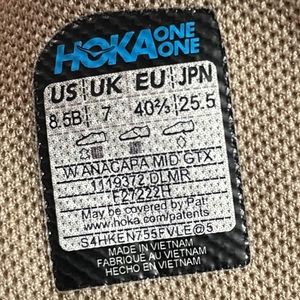 HOKA ONE ONE
US UK EU JPN
8.5B 7 40⅔ 25.5
W ANACAPA MID GTX
1119372 DLMR
F27222H
May be covered by Pat:
www.hoka.com/patents
S4HKEN755FVLE@5
MADE IN VIETNAM
FABRIQUE AU VIETNAM
HECHO EN VIETNAM